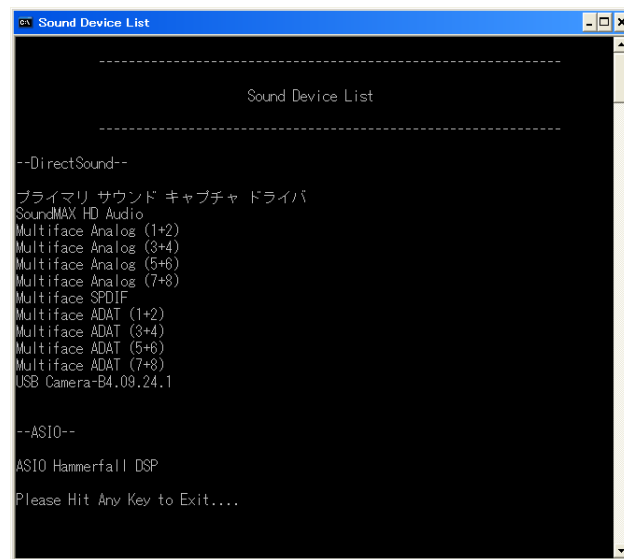 Sound Device List
------------------------------------------------------------
Sound Device List
------------------------------------------------------------
--DirectSound--
プライマリ サウンド キャプチャ ドライバ
SoundMAX HD Audio
Multiface Analog (1+2)
Multiface Analog (3+4)
Multiface Analog (5+6)
Multiface Analog (7+8)
Multiface SPDIF
Multiface ADAT (1+2)
Multiface ADAT (3+4)
Multiface ADAT (5+6)
Multiface ADAT (7+8)
USB Camera-B4.09.24.1
--ASIO--
ASIO Hammerfall DSP
Please Hit Any Key to Exit....